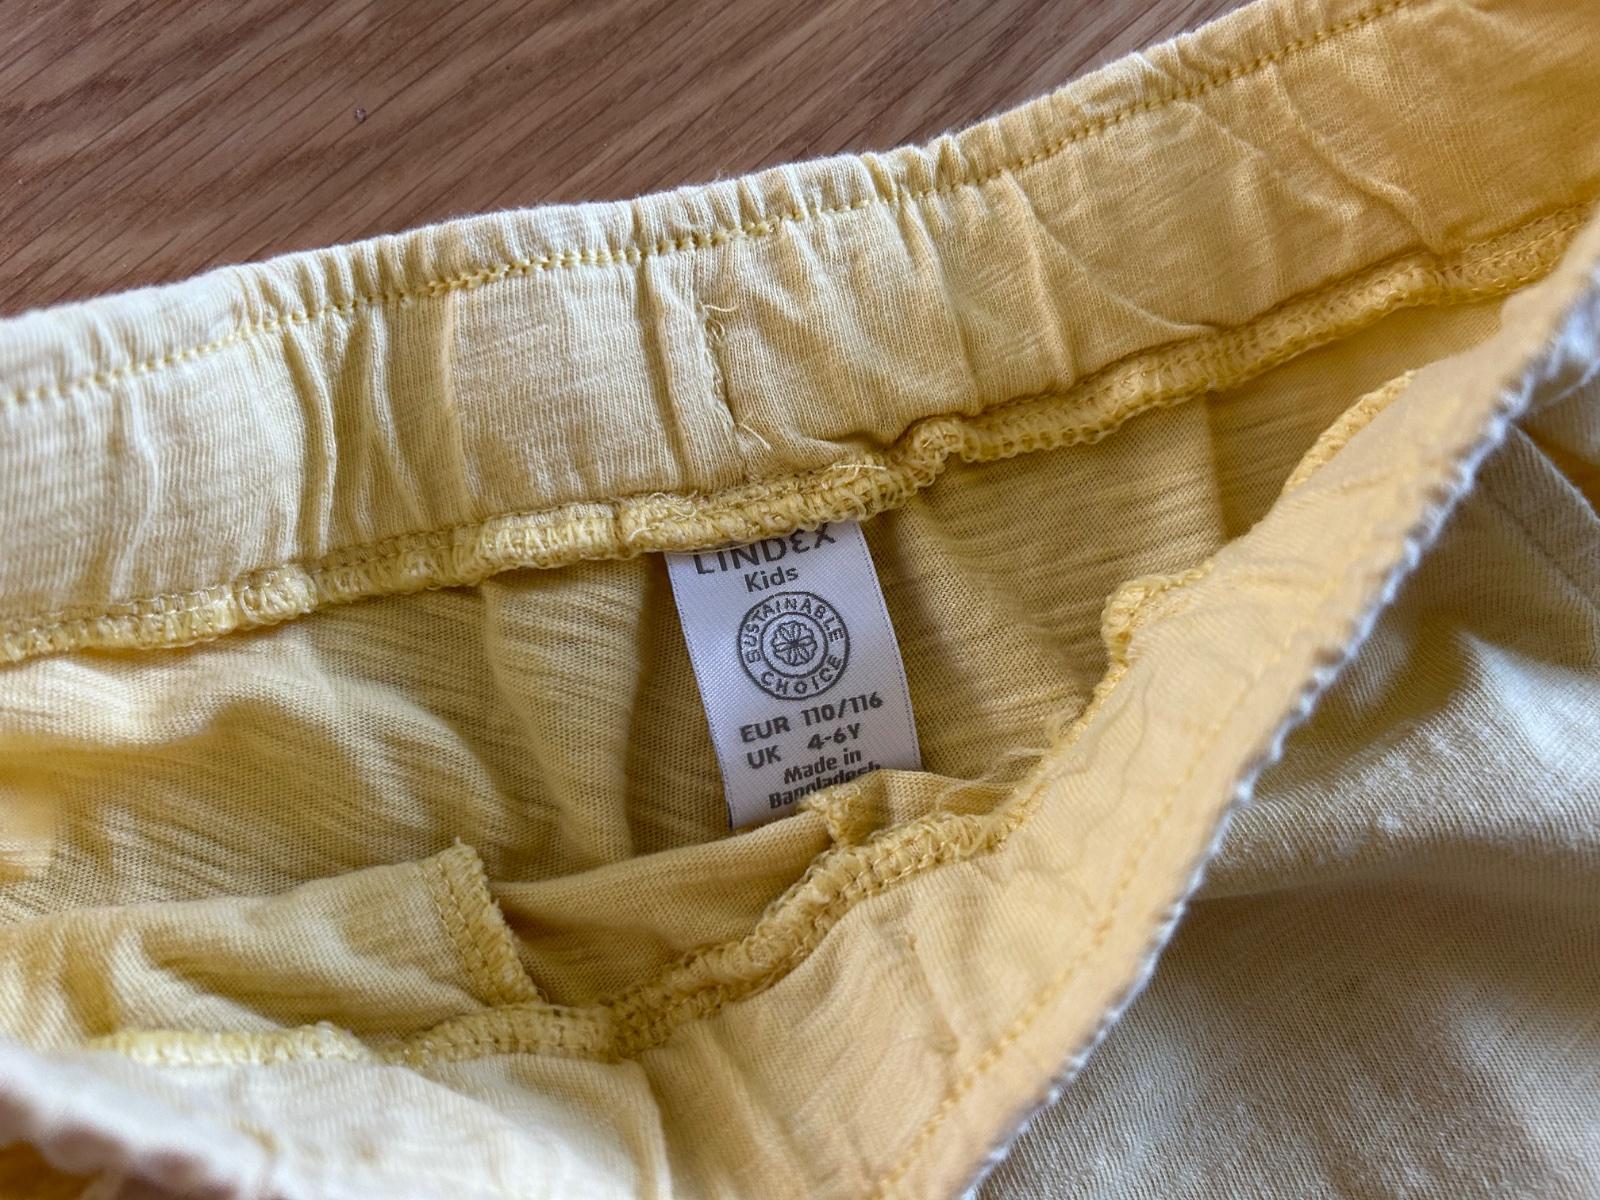 LINDEX
Kids
SUSTAINABLE
CHOICE
EUR 110/116
UK 4-6Y
Made in
Bangladesh